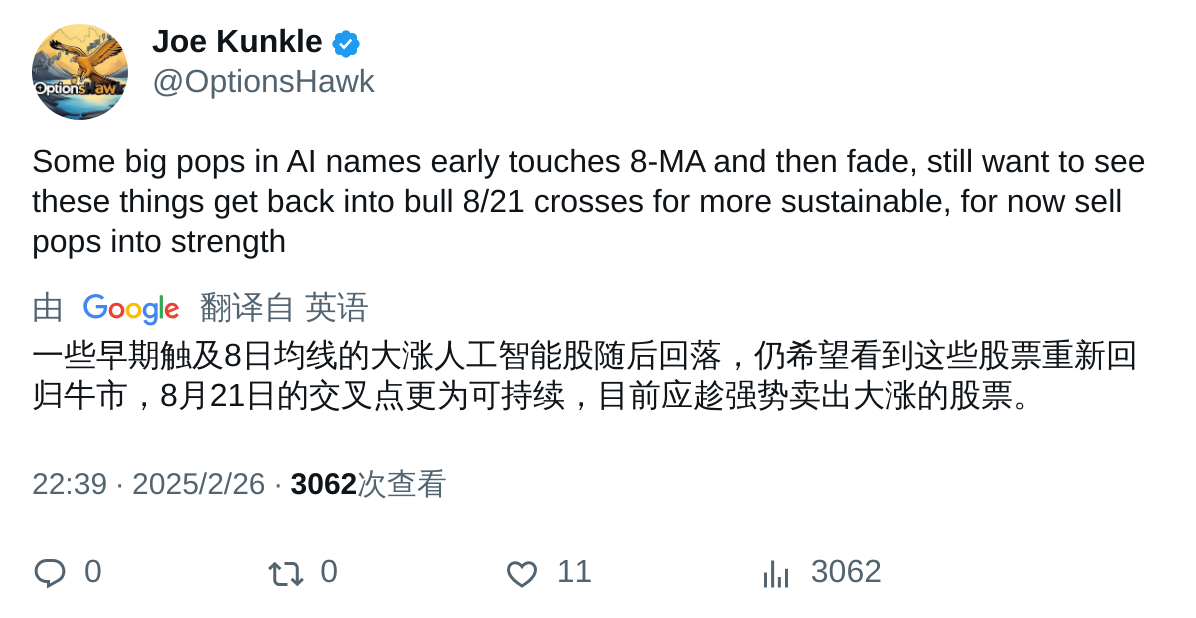 Joe Kunkle
@OptionsHawk
OptionsHawk
Some big pops in AI names early touches 8-MA and then fade, still want to see
these things get back into bull 8/21 crosses for more sustainable, for now sell
pops into strength
由 Google 翻译自 英语
一些早期触及8日均线的大涨人工智能股随后回落，仍希望看到这些股票重新回
归牛市，8月21日的交叉点更为可持续，目前应趁强势卖出大涨的股票。
22:39 · 2025/2/26 · 3062次查看
0 0 11 3062